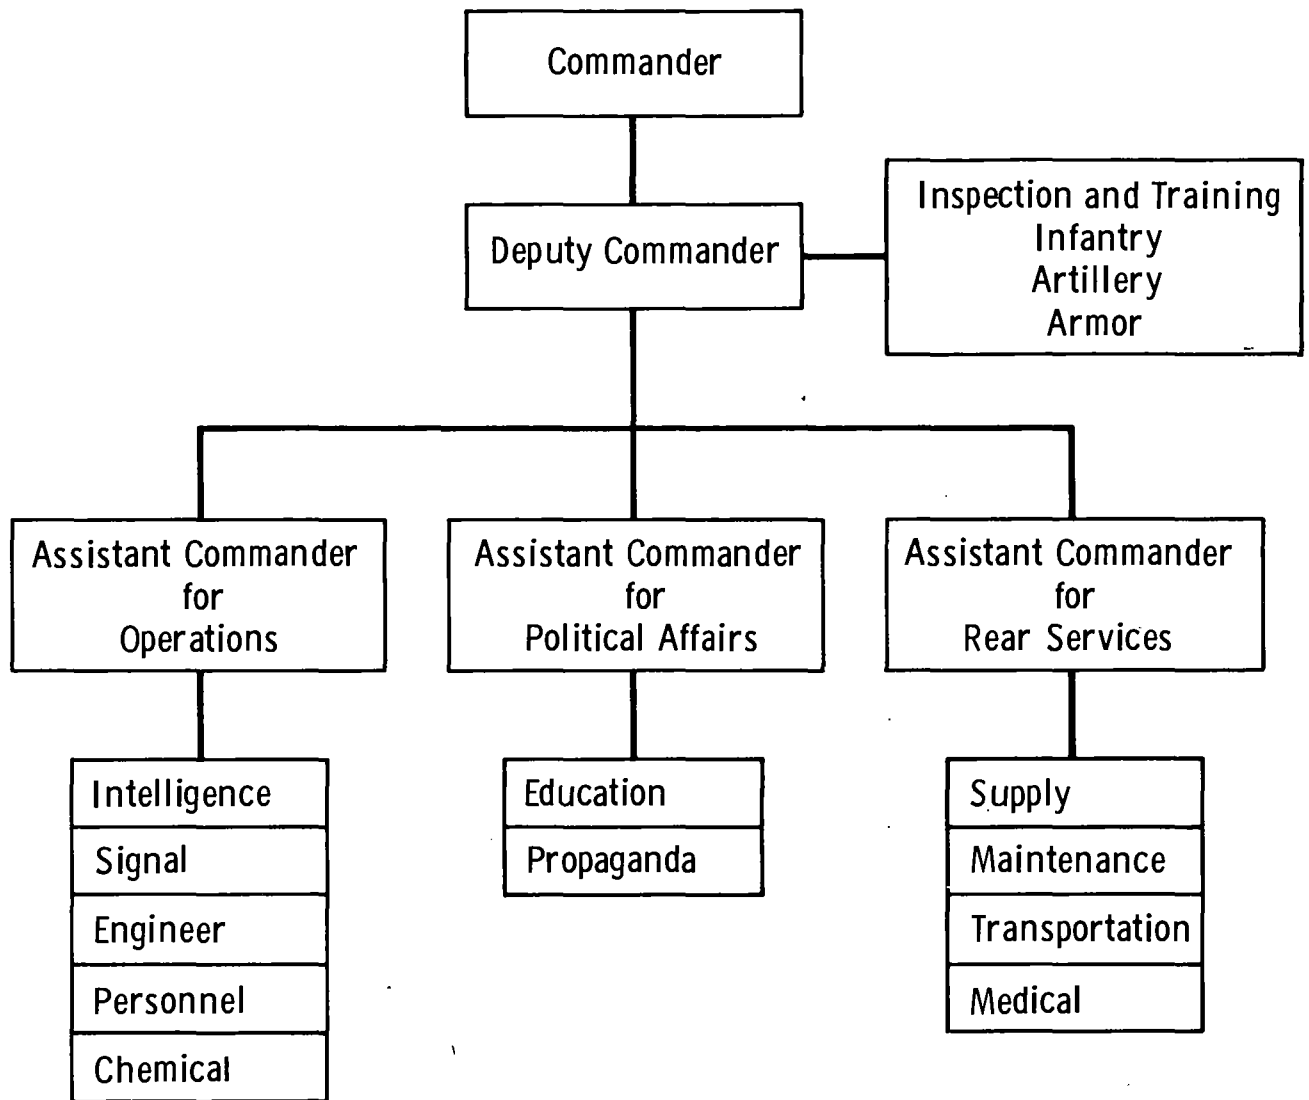 Commander
Deputy Commander
Inspection and Training
Infantry
Artillery
Armor
Assistant Commander
for
Operations
Assistant Commander
for
Political Affairs
Assistant Commander
for
Rear Services
Intelligence
Signal
Engineer
Personnel
Chemical
Education
Propaganda
Supply
Maintenance
Transportation
Medical